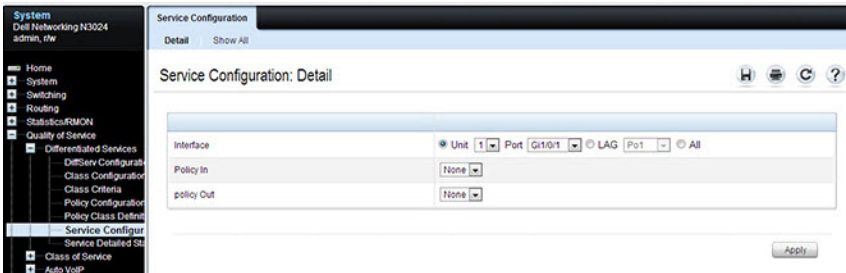 System
Dell Networking N3024
admin, r/w
Home
System
Switching
Routing
Statistics/RMON
Quality of Service
Differentiated Services
DiffServ Configurati
Class Configuration
Class Criteria
Policy Configuration
Policy Class Definit
Service Configur
Service Detailed Sta
Class of Service
Auto VoIP
Service Configuration
Detail Show All
Service Configuration: Detail
Interface Unit 1 Port Gi1/0/1 LAG Po1 All
Policy In None
policy Out None
Apply